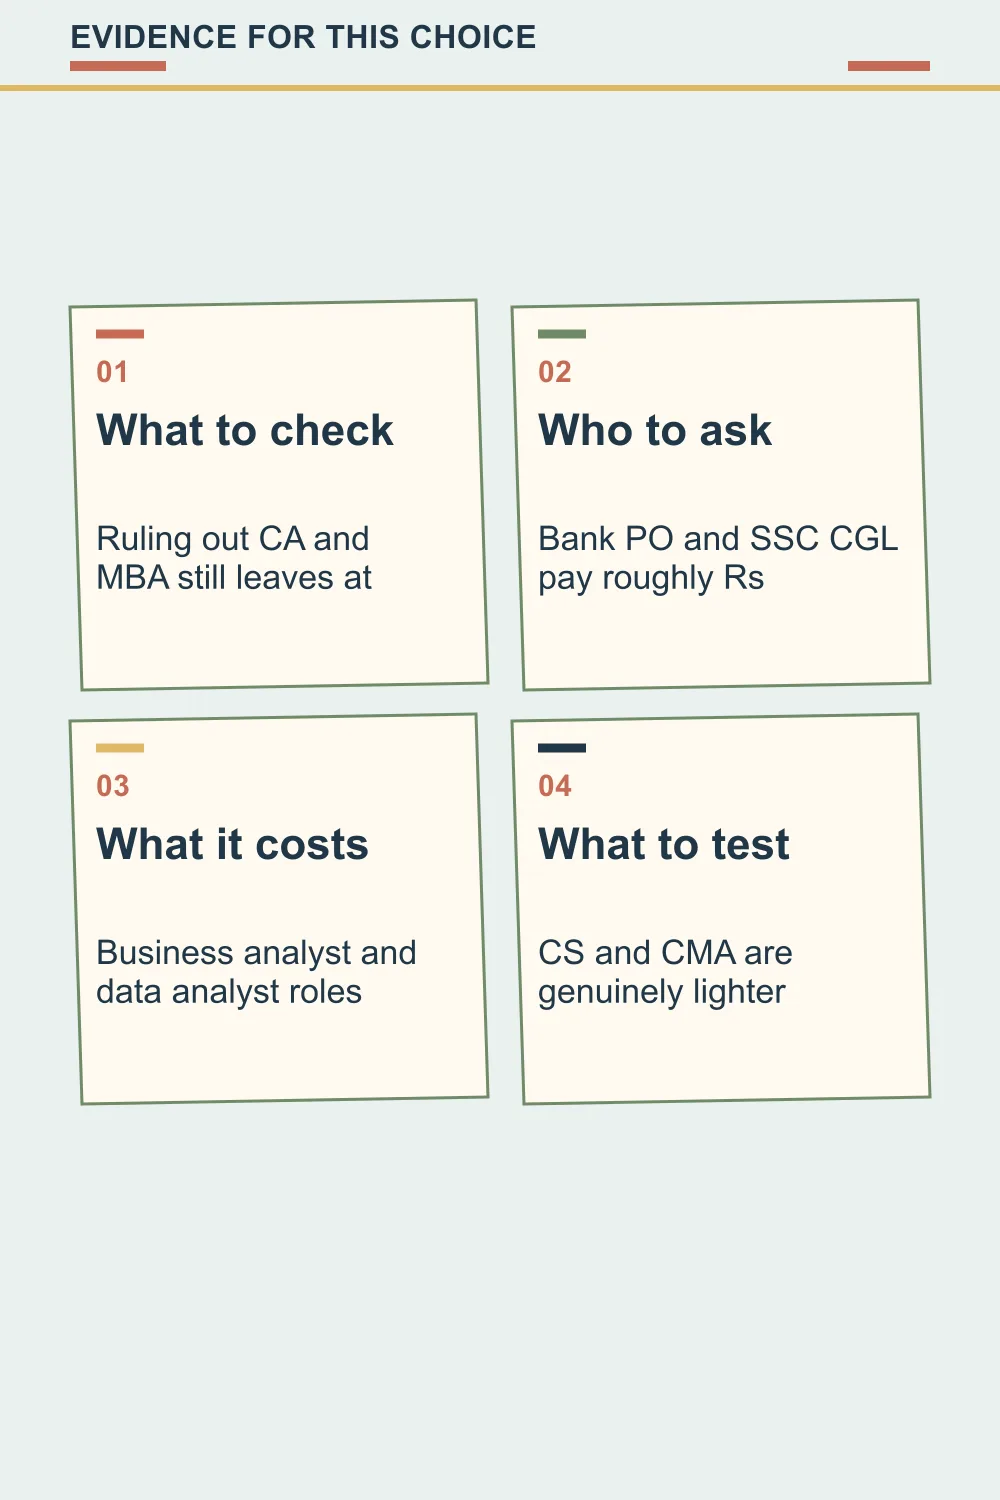 EVIDENCE FOR THIS CHOICE
01
What to check
Ruling out CA and
MBA still leaves at
02
Who to ask
Bank PO and SSC CGL
pay roughly Rs
03
What it costs
Business analyst and
data analyst roles
04
What to test
CS and CMA are
genuinely lighter